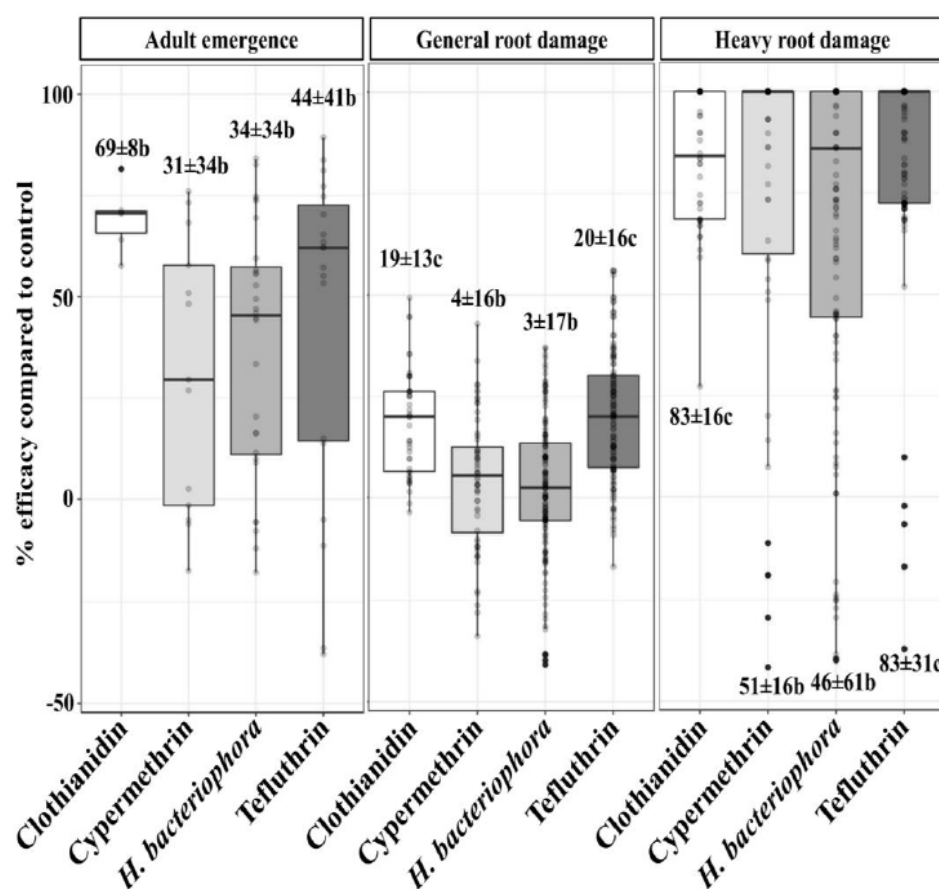 Adult emergence
General root damage
Heavy root damage
% efficacy compared to control
100
50
0
-50
69±8b
31±34b
34±34b
44±41b
19±13c
4±16b
3±17b
20±16c
83±16c
51±16b
46±61b
83±31c
Clothianidin
Cypermethrin
H. bacteriophora
Tefluthrin
Clothianidin
Cypermethrin
H. bacteriophora
Tefluthrin
Clothianidin
Cypermethrin
H. bacteriophora
Tefluthrin